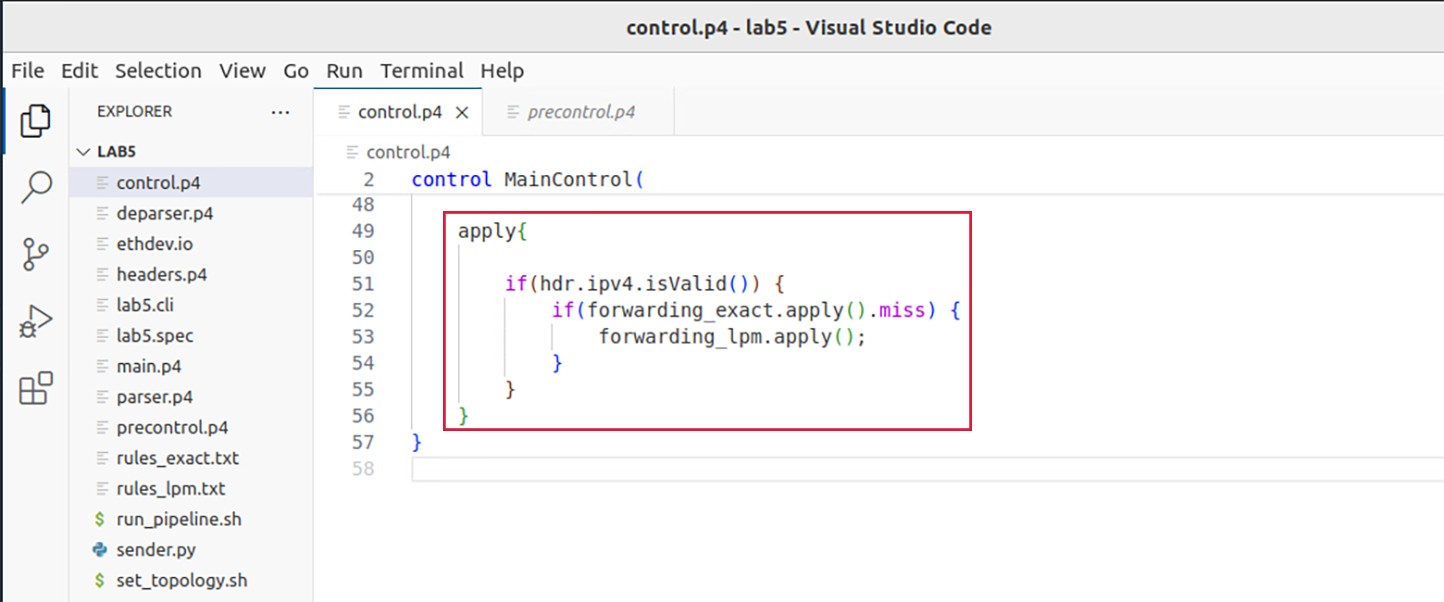 control.p4 - lab5 - Visual Studio Code
File Edit Selection View Go Run Terminal Help
EXPLORER ...
LAB5
control.p4
deparser.p4
ethdev.io
headers.p4
lab5.cli
lab5.spec
main.p4
parser.p4
precontrol.p4
rules_exact.txt
rules_lpm.txt
$ run_pipeline.sh
sender.py
$ set_topology.sh
control.p4 precontrol.p4
control.p4
2 control MainControl(
48
49 apply{
50
51 if(hdr.ipv4.isValid()) {
52 if(forwarding_exact.apply().miss) {
53 forwarding_lpm.apply();
54 }
55 }
56 }
57 }
58